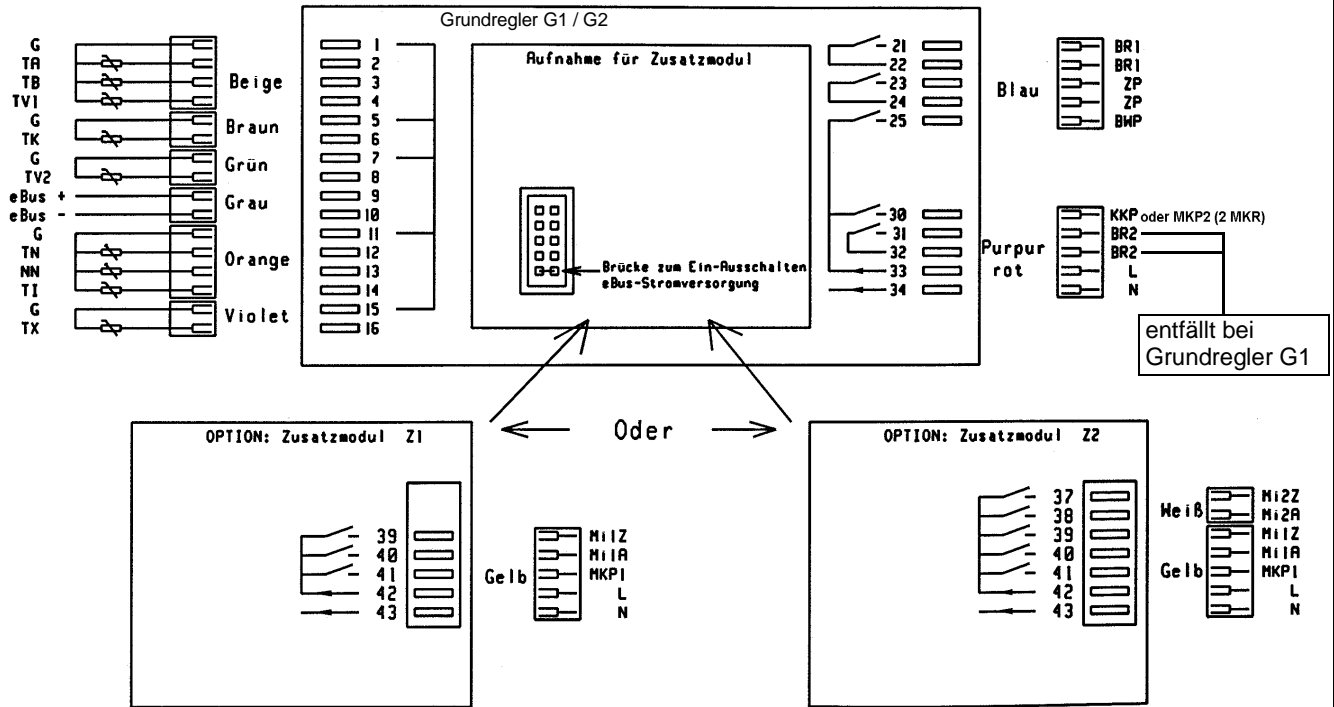 Grundregler G1 / G2
G
TA
TB
TV1
G
TK
G
TV2
eBus +
eBus -
G
TN
NN
TI
G
TX
Beige
Braun
Grün
Grau
Orange
Violet
1
2
3
4
5
6
7
8
9
10
11
12
13
14
15
16
Aufnahme für Zusatzmodul
Brücke zum Ein-Ausschalten
eBus-Stromversorgung
21
22
23
24
25
30
31
32
33
34
Blau
BR1
BR1
ZP
ZP
BWP
Purpur
rot
KKP oder MKP2 (2 MKR)
BR2
BR2
L
N
entfällt bei
Grundregler G1
Oder
OPTION: Zusatzmodul Z1
39
40
41
42
43
Gelb
Mi1Z
Mi1A
MKP1
L
N
OPTION: Zusatzmodul Z2
37
38
39
40
41
42
43
Weiß
Gelb
Mi2Z
Mi2A
Mi1Z
Mi1A
MKP1
L
N